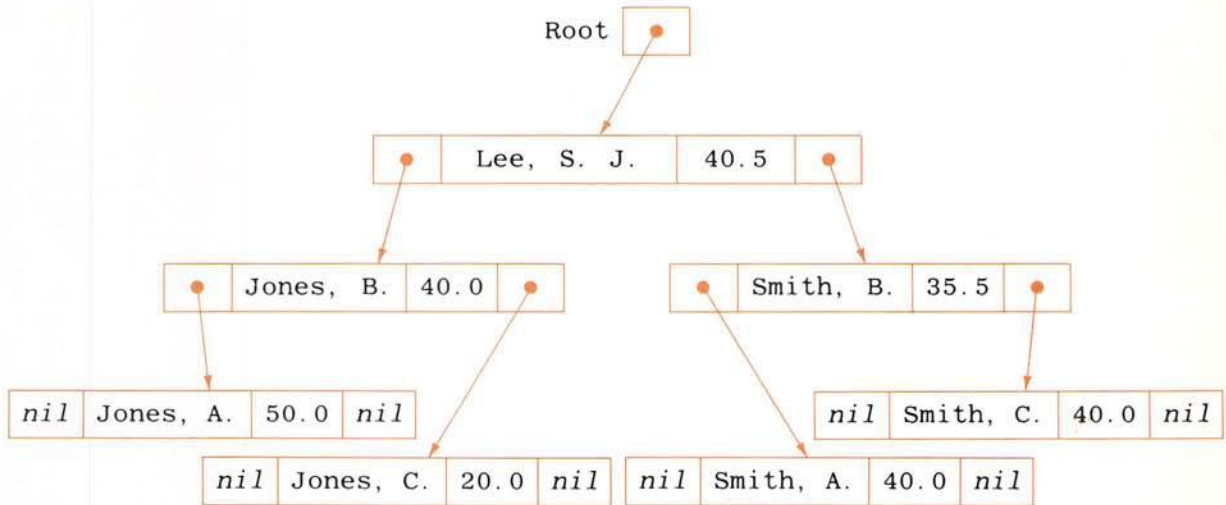 Root
Lee, S. J. 40.5
Jones, B. 40.0
Smith, B. 35.5
nil Jones, A. 50.0 nil
nil Smith, C. 40.0 nil
nil Jones, C. 20.0 nil
nil Smith, A. 40.0 nil